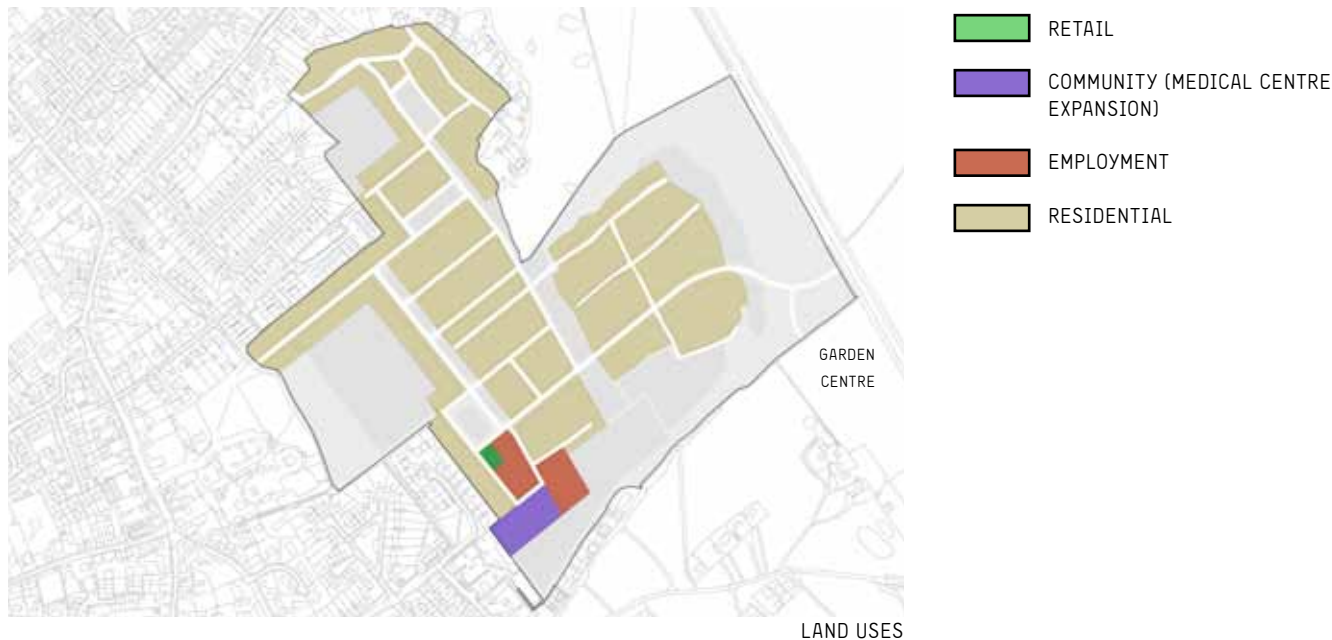 RETAIL
COMMUNITY (MEDICAL CENTRE
EXPANSION)
EMPLOYMENT
RESIDENTIAL
GARDEN
CENTRE
LAND USES